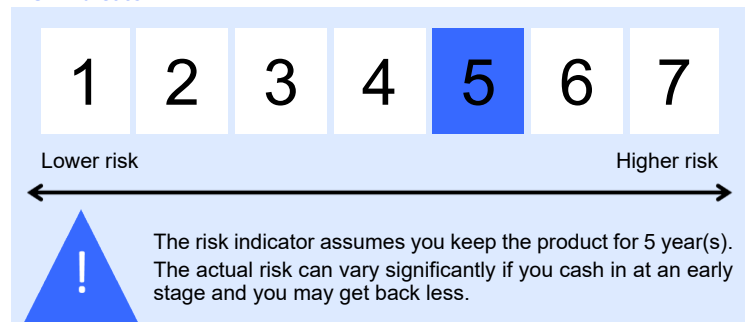 1 2 3 4 5 6 7
Lower risk Higher risk
!
The risk indicator assumes you keep the product for 5 year(s).
The actual risk can vary significantly if you cash in at an early
stage and you may get back less.